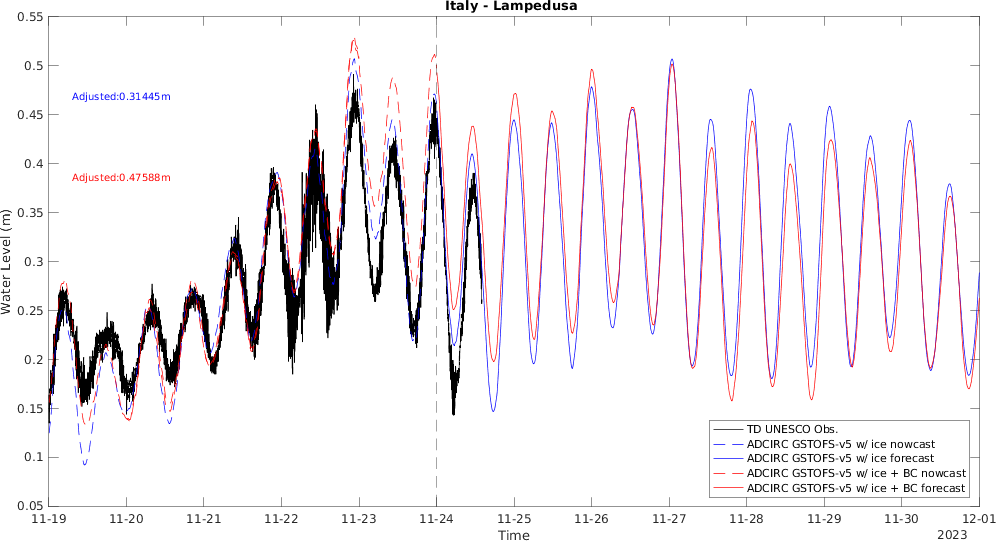 Italy - Lampedusa
0.55
0.5
0.45
0.4
0.35
0.3
0.25
0.2
0.15
0.1
0.05
Water Level (m)
Adjusted:0.31445m
Adjusted:0.47588m
TD UNESCO Obs.
ADCIRC GSTOFS-v5 w/ ice nowcast
ADCIRC GSTOFS-v5 w/ ice forecast
ADCIRC GSTOFS-v5 w/ ice + BC nowcast
ADCIRC GSTOFS-v5 w/ ice + BC forecast
11-19 11-20 11-21 11-22 11-23 11-24 11-25 11-26 11-27 11-28 11-29 11-30 12-01
Time
2023